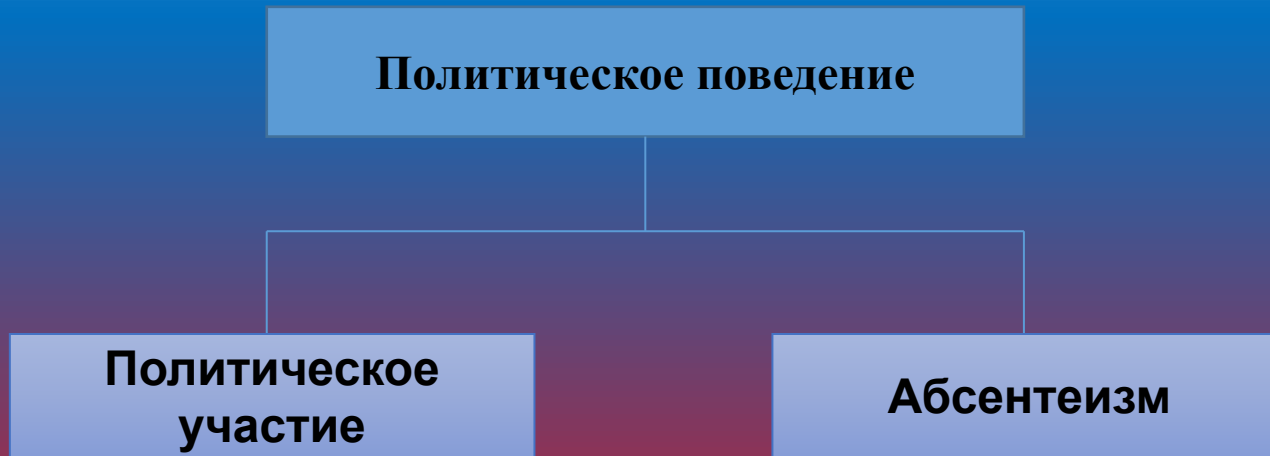 Политическое поведение
Политическое
участие
Абсентеизм